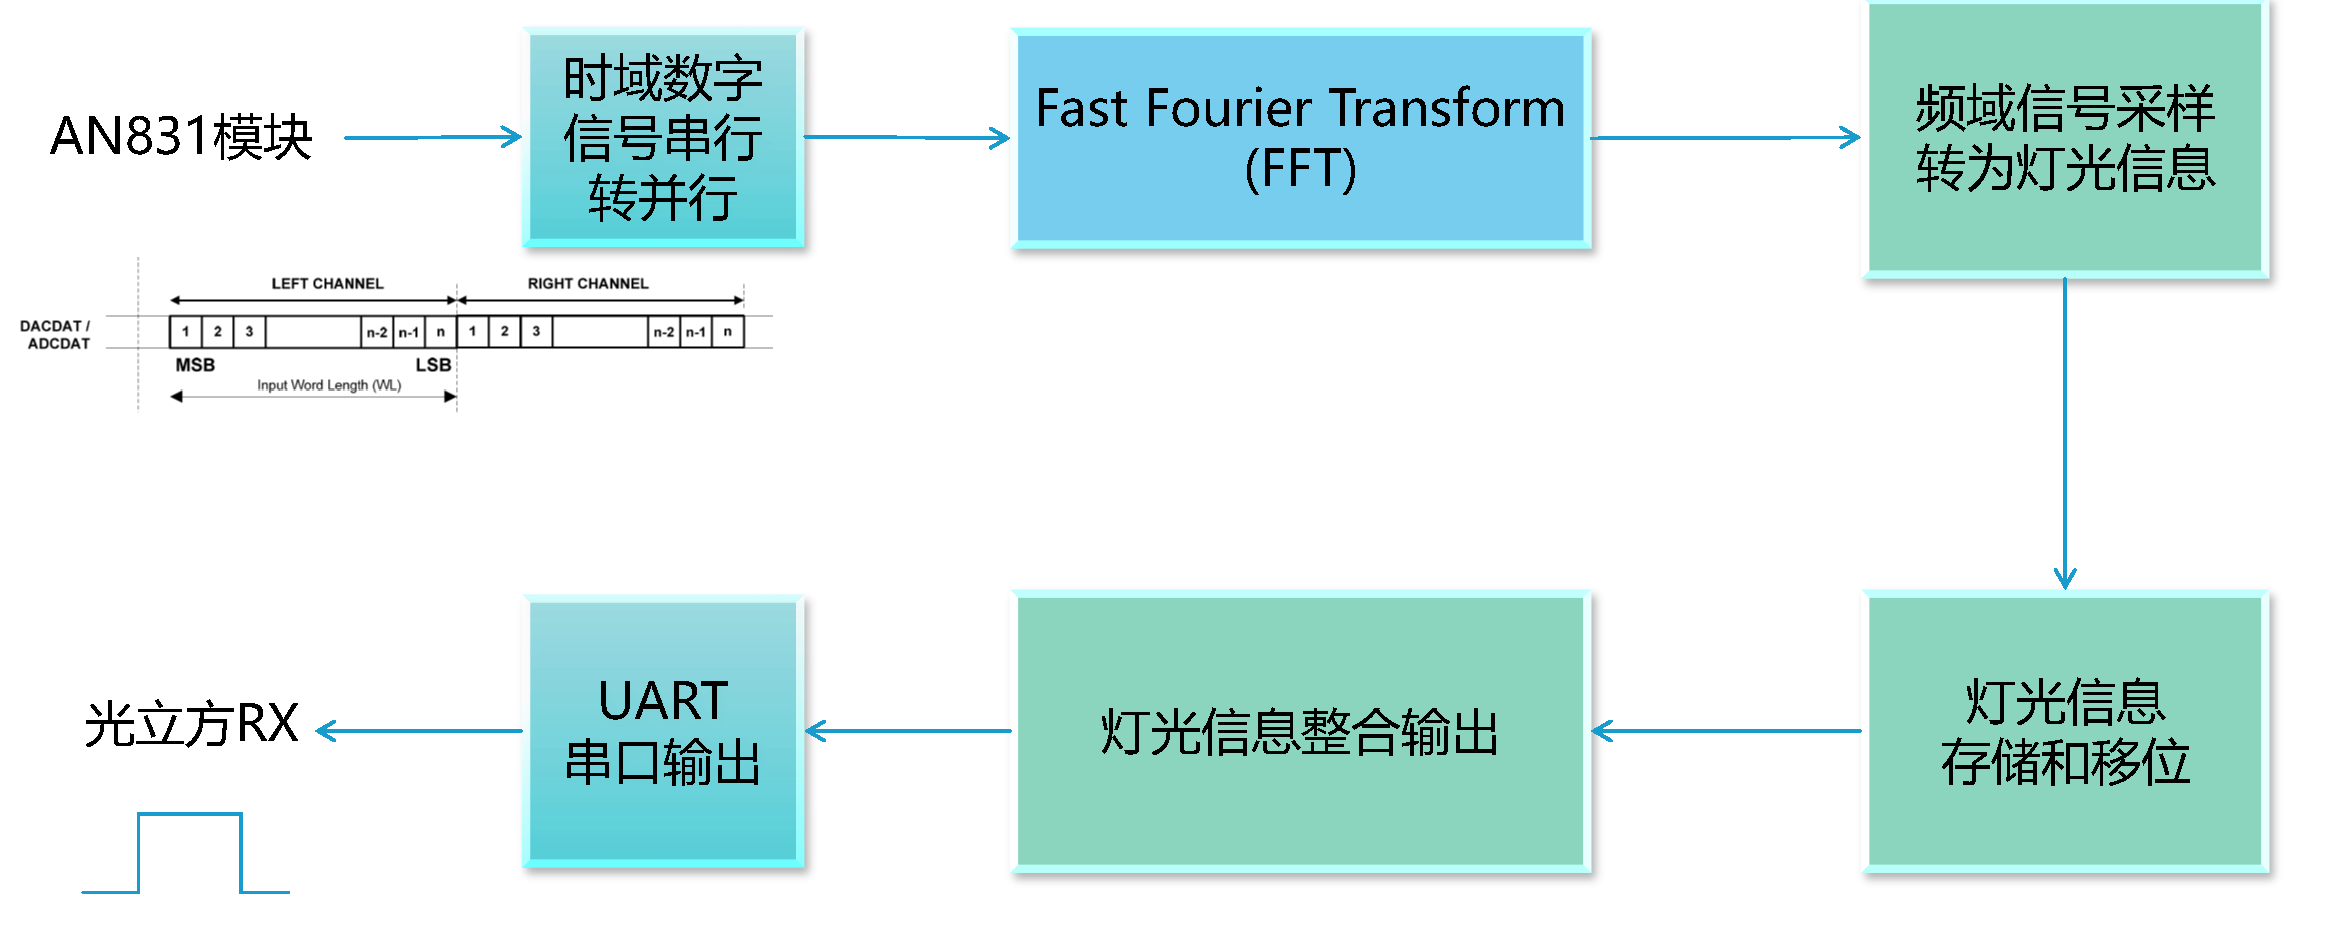 AN831模块
时域数字
信号串行
转并行
Fast Fourier Transform
(FFT)
频域信号采样
转为灯光信息
LEFT CHANNEL
RIGHT CHANNEL
DACDAT /
ADCDAT
1 2 3 n-2 n-1 n 1 2 3 n-2 n-1 n
MSB
LSB
Input Word Length (WL)
光立方RX
UART
串口输出
灯光信息整合输出
灯光信息
存储和移位